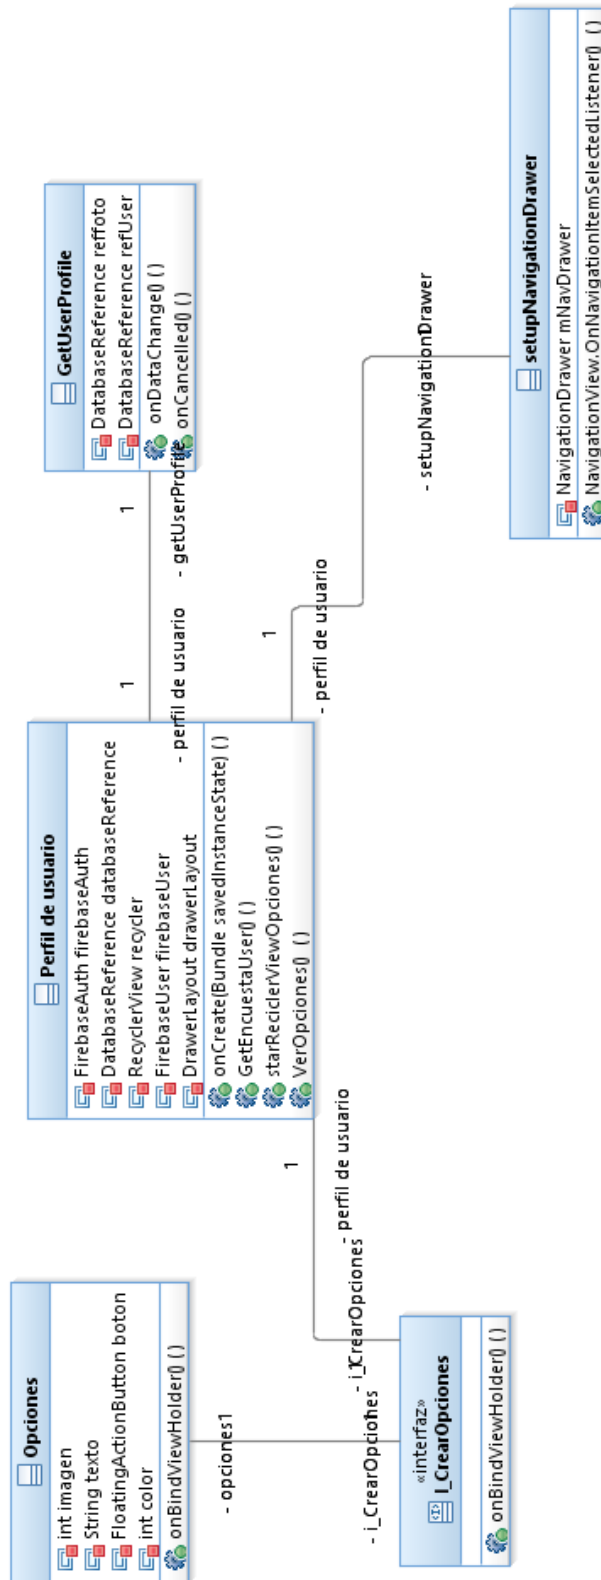 Opciones
int imagen
String texto
FloatingActionButton boton
int color
onBindViewHolder() ( )
- opciones1
- i_CrearOpciones
1
«interfaz»
I_CrearOpciones
onBindViewHolder() ( )
- i_CrearOpciones
1
- perfil de usuario
1
Perfil de usuario
FirebaseAuth firebaseAuth
DatabaseReference databaseReference
RecyclerView recycler
FirebaseUser firebaseUser
DrawerLayout drawerLayout
onCreate(Bundle savedInstanceState) ( )
GetEncuestaUser() ( )
starReciclerViewOpciones() ( )
VerOpciones() ( )
1
- perfil de usuario
1
- getUserProfile
GetUserProfile
DatabaseReference reffoto
DatabaseReference refUser
onDataChange() ( )
onCancelled() ( )
1
- perfil de usuario
- setupNavigationDrawer
setupNavigationDrawer
NavigationDrawer mNavDrawer
NavigationView.OnNavigationItemSelectedListener() ( )